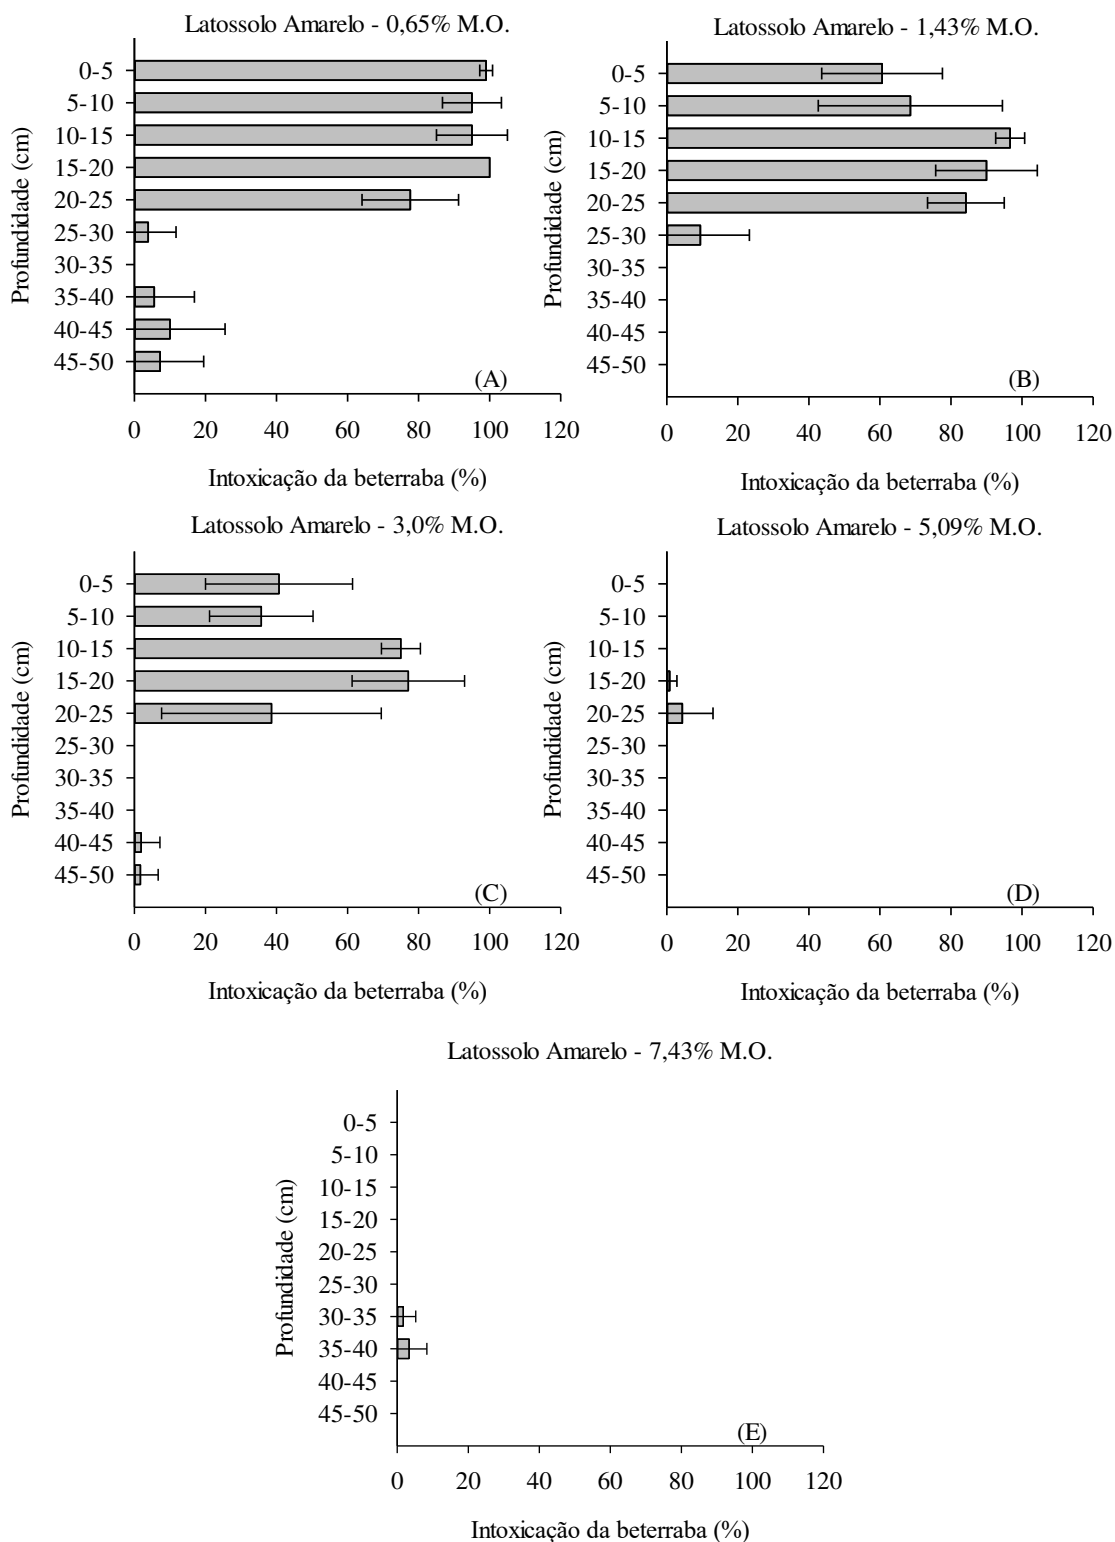 Latossolo Amarelo - 0,65% M.O.
Profundidade (cm)
0-5
5-10
10-15
15-20
20-25
25-30
30-35
35-40
40-45
45-50
(A)
0 20 40 60 80 100 120
Intoxicação da beterraba (%)
Latossolo Amarelo - 1,43% M.O.
Profundidade (cm)
0-5
5-10
10-15
15-20
20-25
25-30
30-35
35-40
40-45
45-50
(B)
0 20 40 60 80 100 120
Intoxicação da beterraba (%)
Latossolo Amarelo - 3,0% M.O.
Profundidade (cm)
0-5
5-10
10-15
15-20
20-25
25-30
30-35
35-40
40-45
45-50
(C)
0 20 40 60 80 100 120
Intoxicação da beterraba (%)
Latossolo Amarelo - 5,09% M.O.
Profundidade (cm)
0-5
5-10
10-15
15-20
20-25
25-30
30-35
35-40
40-45
45-50
(D)
0 20 40 60 80 100 120
Intoxicação da beterraba (%)
Latossolo Amarelo - 7,43% M.O.
Profundidade (cm)
0-5
5-10
10-15
15-20
20-25
25-30
30-35
35-40
40-45
45-50
(E)
0 20 40 60 80 100 120
Intoxicação da beterraba (%)